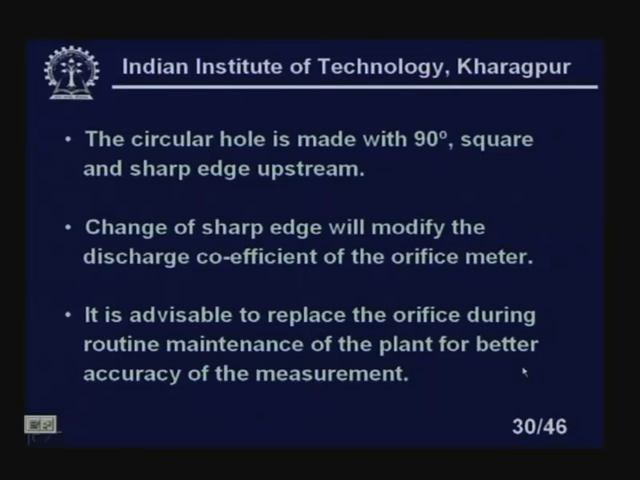 Indian Institute of Technology, Kharagpur
• The circular hole is made with 90º, square
and sharp edge upstream.
• Change of sharp edge will modify the
discharge co-efficient of the orifice meter.
• It is advisable to replace the orifice during
routine maintenance of the plant for better
accuracy of the measurement.
30/46